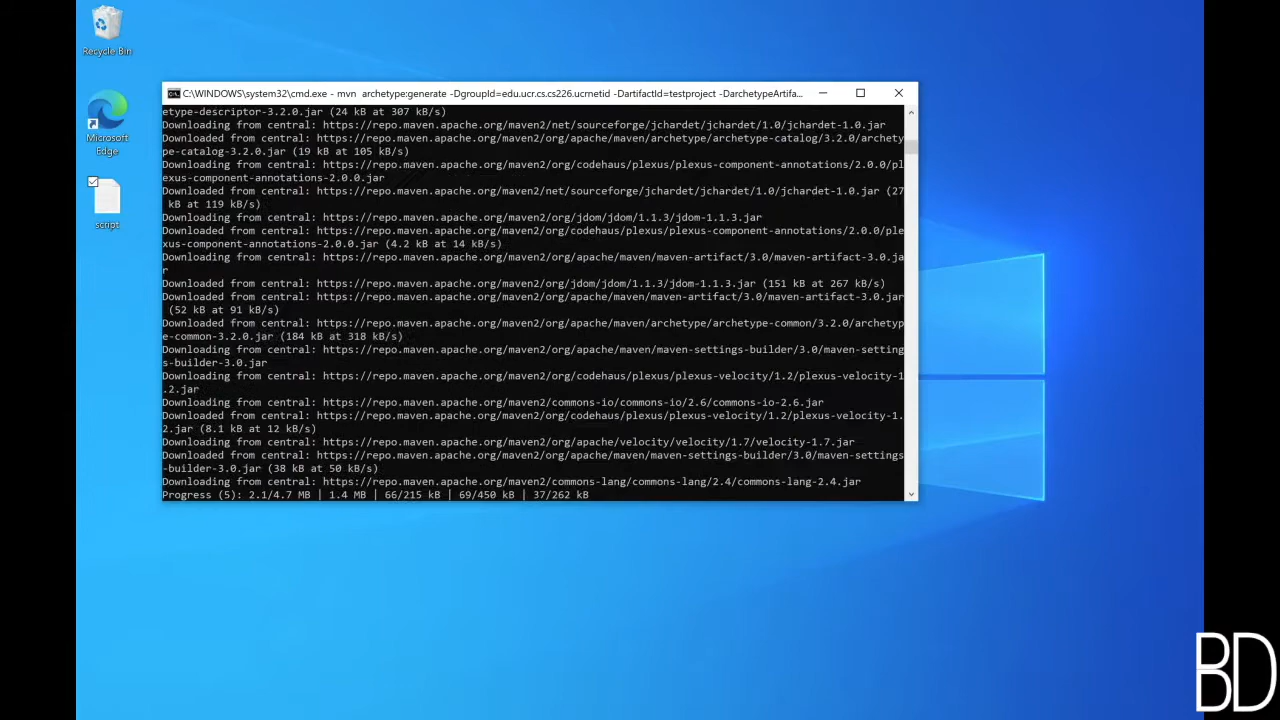 Recycle Bin
Microsoft
Edge
script
C:\WINDOWS\system32\cmd.exe - mvn  archetype:generate -DgroupId=edu.ucr.cs.cs226.ucrnetid -DartifactId=testproject -DarchetypeArtifa...
etype-descriptor-3.2.0.jar (24 kB at 307 kB/s)
Downloading from central: https://repo.maven.apache.org/maven2/net/sourceforge/jchardet/jchardet/1.0/jchardet-1.0.jar
Downloaded from central: https://repo.maven.apache.org/maven2/org/apache/maven/archetype/archetype-catalog/3.2.0/archety
pe-catalog-3.2.0.jar (19 kB at 105 kB/s)
Downloading from central: https://repo.maven.apache.org/maven2/org/codehaus/plexus/plexus-component-annotations/2.0.0/pl
exus-component-annotations-2.0.0.jar
Downloaded from central: https://repo.maven.apache.org/maven2/net/sourceforge/jchardet/jchardet/1.0/jchardet-1.0.jar (27
 kB at 119 kB/s)
Downloading from central: https://repo.maven.apache.org/maven2/org/jdom/jdom/1.1.3/jdom-1.1.3.jar
Downloaded from central: https://repo.maven.apache.org/maven2/org/codehaus/plexus/plexus-component-annotations/2.0.0/ple
xus-component-annotations-2.0.0.jar (4.2 kB at 14 kB/s)
Downloading from central: https://repo.maven.apache.org/maven2/org/apache/maven/maven-artifact/3.0/maven-artifact-3.0.ja
r
Downloaded from central: https://repo.maven.apache.org/maven2/org/jdom/jdom/1.1.3/jdom-1.1.3.jar (151 kB at 267 kB/s)
Downloaded from central: https://repo.maven.apache.org/maven2/org/apache/maven/maven-artifact/3.0/maven-artifact-3.0.jar
 (52 kB at 91 kB/s)
Downloaded from central: https://repo.maven.apache.org/maven2/org/apache/maven/archetype/archetype-common/3.2.0/archetyp
e-common-3.2.0.jar (184 kB at 318 kB/s)
Downloading from central: https://repo.maven.apache.org/maven2/org/apache/maven/maven-settings-builder/3.0/maven-setting
s-builder-3.0.jar
Downloading from central: https://repo.maven.apache.org/maven2/org/codehaus/plexus/plexus-velocity/1.2/plexus-velocity-1
.2.jar
Downloading from central: https://repo.maven.apache.org/maven2/commons-io/commons-io/2.6/commons-io-2.6.jar
Downloaded from central: https://repo.maven.apache.org/maven2/org/codehaus/plexus/plexus-velocity/1.2/plexus-velocity-1.
2.jar (8.1 kB at 12 kB/s)
Downloading from central: https://repo.maven.apache.org/maven2/org/apache/velocity/velocity/1.7/velocity-1.7.jar
Downloaded from central: https://repo.maven.apache.org/maven2/org/apache/maven/maven-settings-builder/3.0/maven-settings
-builder-3.0.jar (38 kB at 50 kB/s)
Downloading from central: https://repo.maven.apache.org/maven2/commons-lang/commons-lang/2.4/commons-lang-2.4.jar
Progress (5): 2.1/4.7 MB | 1.4 MB | 66/215 kB | 69/450 kB | 37/262 kB
BD